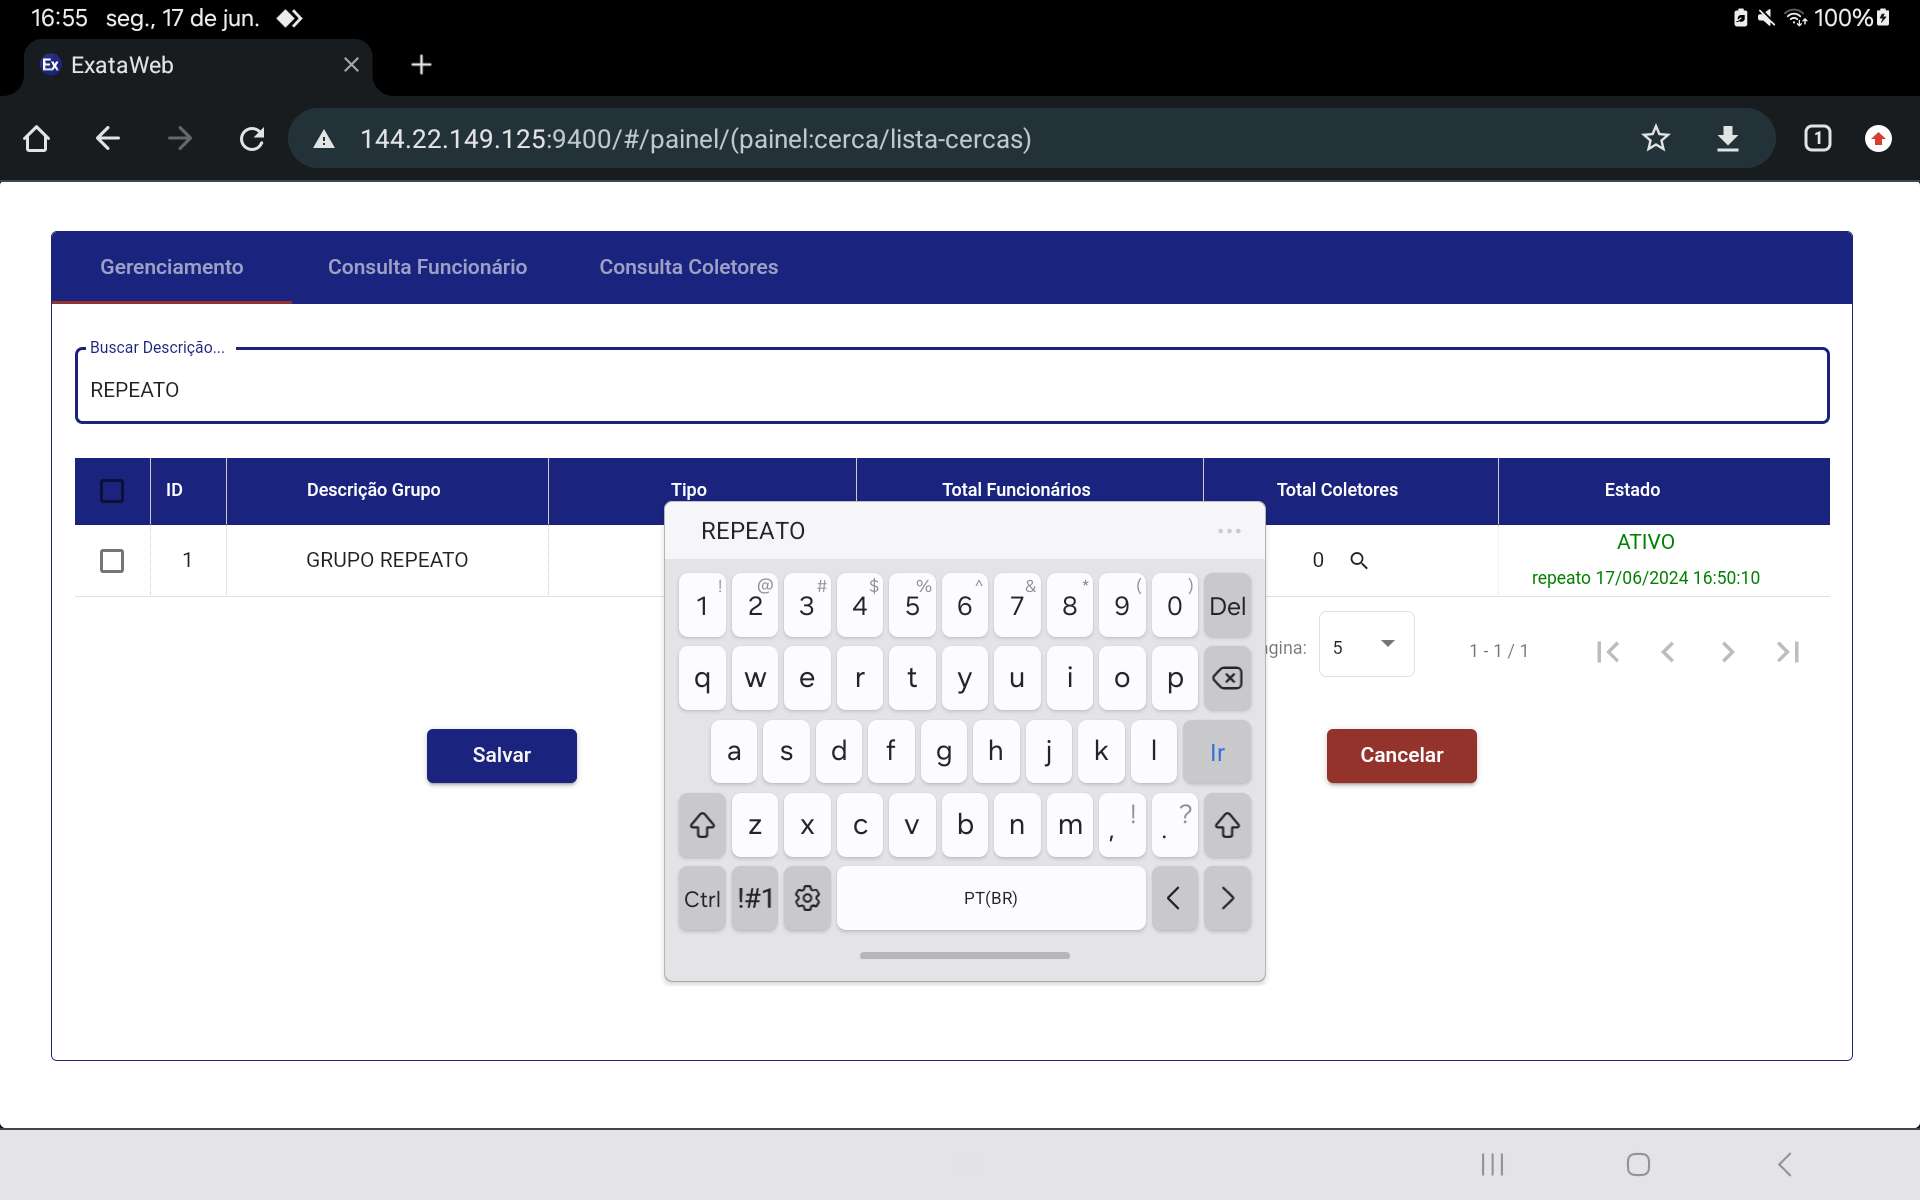 16:55 seg., 17 de jun. 100%
Ex ExataWeb
144.22.149.125:9400/#/painel/(painel:cerca/lista-cercas) 1
Gerenciamento Consulta Funcionário Consulta Coletores
Buscar Descrição...
REPEATO
ID Descrição Grupo Tipo Total Funcionários Total Coletores Estado
1 GRUPO REPEATO 0 ATIVO
repeato 17/06/2024 16:50:10
gina: 5 1 - 1 / 1
Salvar Cancelar
REPEATO ...
! @ # $ % ^ & * ( )
1 2 3 4 5 6 7 8 9 0 Del
q w e r t y u i o p
a s d f g h j k l Ir
z x c v b n m , ! . ?
Ctrl !#1 PT(BR) < >